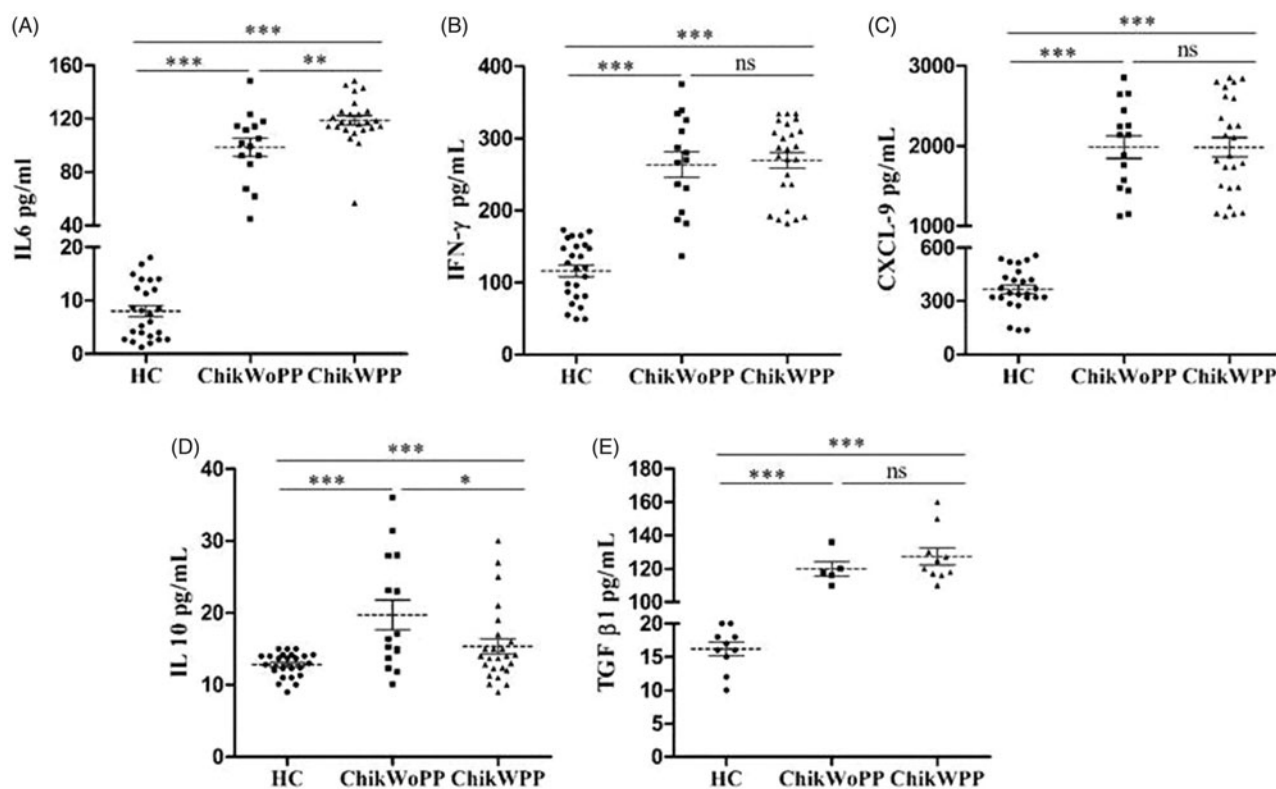 (A)
***
***
**
IL6 pg/ml
160
120
80
40
20
10
0
HC ChikWoPP ChikWPP
(B)
***
***
ns
IFN-γ pg/mL
400
300
200
100
0
HC ChikWoPP ChikWPP
(C)
***
***
ns
CXCL-9 pg/mL
3000
2000
1000
600
300
0
HC ChikWoPP ChikWPP
(D)
***
***
*
IL 10 pg/mL
40
30
20
10
0
HC ChikWoPP ChikWPP
(E)
***
***
ns
TGF β 1 pg/mL
180
160
140
120
100
20
15
10
5
0
HC ChikWoPP ChikWPP